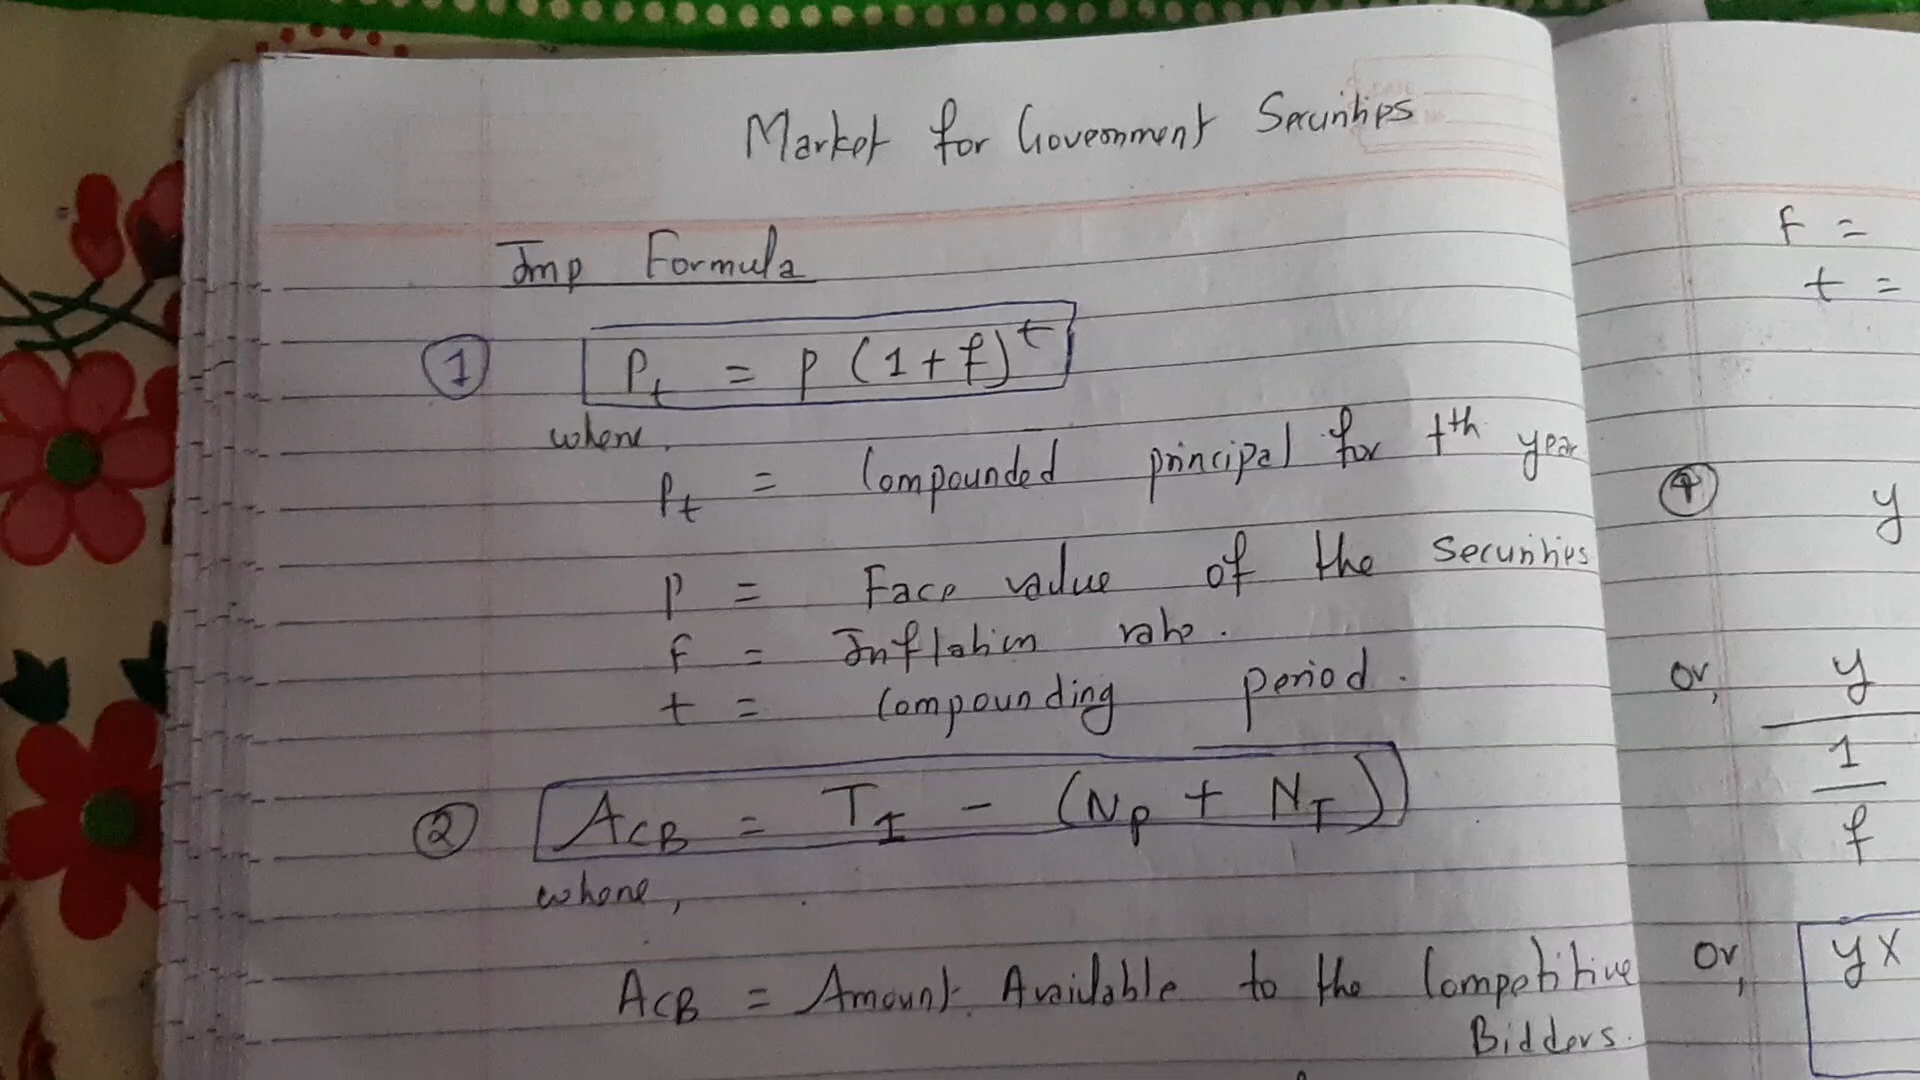 Market for Government Securities
Imp Formula
① Pt = P (1 + f)^t
where,
Pt = Compounded principal for tth year
P = Face value of the securities
f = Inflation rate.
t = Compounding period.
② ACB = TI - (NP + NI)
where,
ACB = Amount Available to the Competitive
Bidders.
f =
t =
④ y
or, y
1
f
or, y x